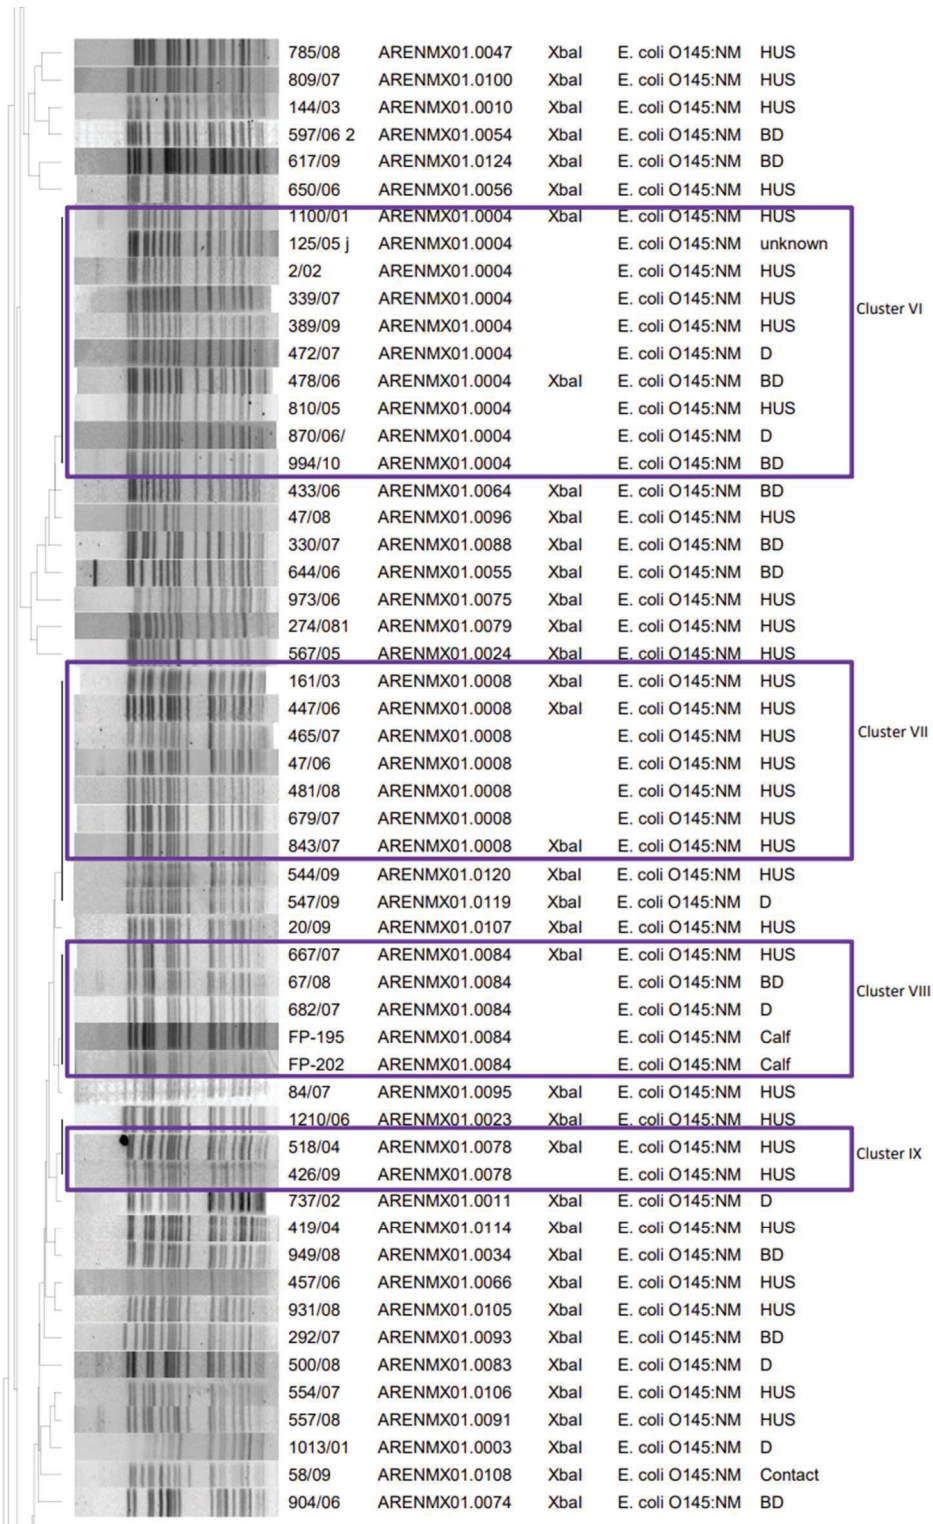 785/08 ARENMX01.0047 XbaI E. coli O145:NM HUS
809/07 ARENMX01.0100 XbaI E. coli O145:NM HUS
144/03 ARENMX01.0010 XbaI E. coli O145:NM HUS
597/06 2 ARENMX01.0054 XbaI E. coli O145:NM BD
617/09 ARENMX01.0124 XbaI E. coli O145:NM BD
650/06 ARENMX01.0056 XbaI E. coli O145:NM HUS
1100/01 ARENMX01.0004 XbaI E. coli O145:NM HUS
125/05 j ARENMX01.0004 E. coli O145:NM unknown
2/02 ARENMX01.0004 E. coli O145:NM HUS
339/07 ARENMX01.0004 E. coli O145:NM HUS
Cluster VI
389/09 ARENMX01.0004 E. coli O145:NM HUS
472/07 ARENMX01.0004 E. coli O145:NM D
478/06 ARENMX01.0004 XbaI E. coli O145:NM BD
810/05 ARENMX01.0004 E. coli O145:NM HUS
870/06/ ARENMX01.0004 E. coli O145:NM D
994/10 ARENMX01.0004 E. coli O145:NM BD
433/06 ARENMX01.0064 XbaI E. coli O145:NM BD
47/08 ARENMX01.0096 XbaI E. coli O145:NM HUS
330/07 ARENMX01.0088 XbaI E. coli O145:NM BD
644/06 ARENMX01.0055 XbaI E. coli O145:NM BD
973/06 ARENMX01.0075 XbaI E. coli O145:NM HUS
274/081 ARENMX01.0079 XbaI E. coli O145:NM HUS
567/05 ARENMX01.0024 XbaI E. coli O145:NM HUS
161/03 ARENMX01.0008 XbaI E. coli O145:NM HUS
447/06 ARENMX01.0008 XbaI E. coli O145:NM HUS
465/07 ARENMX01.0008 E. coli O145:NM HUS
Cluster VII
47/06 ARENMX01.0008 E. coli O145:NM HUS
481/08 ARENMX01.0008 E. coli O145:NM HUS
679/07 ARENMX01.0008 E. coli O145:NM HUS
843/07 ARENMX01.0008 XbaI E. coli O145:NM HUS
544/09 ARENMX01.0120 XbaI E. coli O145:NM HUS
547/09 ARENMX01.0119 XbaI E. coli O145:NM D
20/09 ARENMX01.0107 XbaI E. coli O145:NM HUS
667/07 ARENMX01.0084 XbaI E. coli O145:NM HUS
67/08 ARENMX01.0084 E. coli O145:NM BD
Cluster VIII
682/07 ARENMX01.0084 E. coli O145:NM D
FP-195 ARENMX01.0084 E. coli O145:NM Calf
FP-202 ARENMX01.0084 E. coli O145:NM Calf
84/07 ARENMX01.0095 XbaI E. coli O145:NM HUS
1210/06 ARENMX01.0023 XbaI E. coli O145:NM HUS
518/04 ARENMX01.0078 XbaI E. coli O145:NM HUS
Cluster IX
426/09 ARENMX01.0078 E. coli O145:NM HUS
737/02 ARENMX01.0011 XbaI E. coli O145:NM D
419/04 ARENMX01.0114 XbaI E. coli O145:NM HUS
949/08 ARENMX01.0034 XbaI E. coli O145:NM BD
457/06 ARENMX01.0066 XbaI E. coli O145:NM HUS
931/08 ARENMX01.0105 XbaI E. coli O145:NM HUS
292/07 ARENMX01.0093 XbaI E. coli O145:NM BD
500/08 ARENMX01.0083 XbaI E. coli O145:NM D
554/07 ARENMX01.0106 XbaI E. coli O145:NM HUS
557/08 ARENMX01.0091 XbaI E. coli O145:NM HUS
1013/01 ARENMX01.0003 XbaI E. coli O145:NM D
58/09 ARENMX01.0108 XbaI E. coli O145:NM Contact
904/06 ARENMX01.0074 XbaI E. coli O145:NM BD